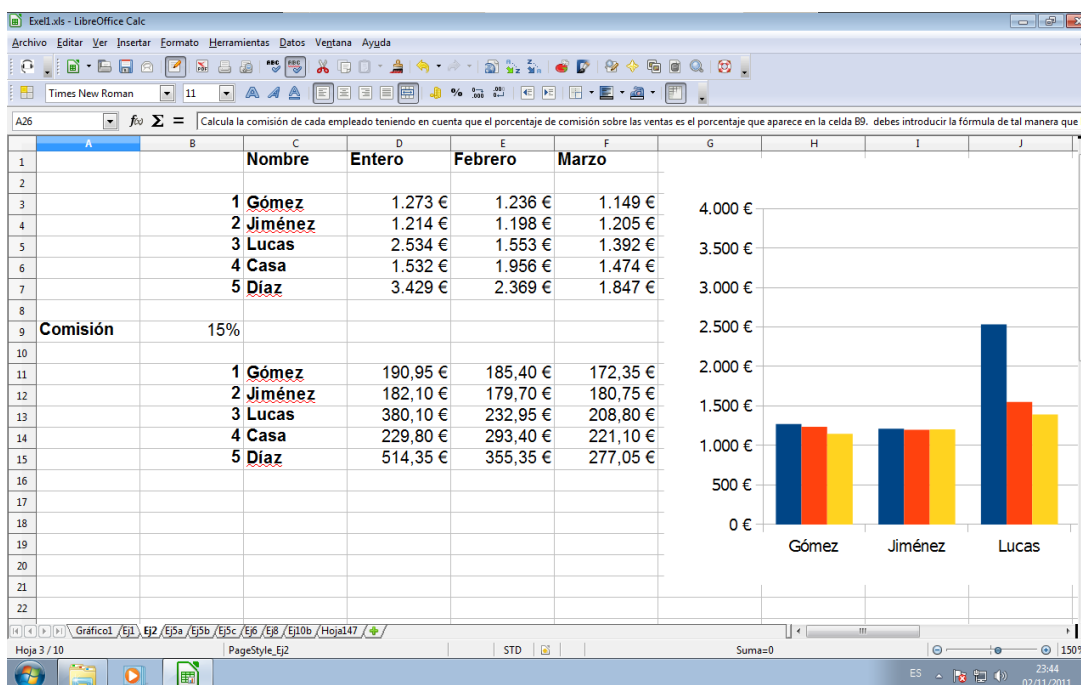 Exel1.xls - LibreOffice Calc
Archivo Editar Ver Insertar Formato Herramientas Datos Ventana Ayuda
Times New Roman 11
A26 f(x) Σ = Calcula la comisión de cada empleado teniendo en cuenta que el porcentaje de comisión sobre las ventas es el porcentaje que aparece en la celda B9. debes introducir la fórmula de tal manera que
A B C D E F G H I J
1 Nombre Entero Febrero Marzo
2
3 1 Gómez 1.273 € 1.236 € 1.149 €
4 2 Jiménez 1.214 € 1.198 € 1.205 €
5 3 Lucas 2.534 € 1.553 € 1.392 €
6 4 Casa 1.532 € 1.956 € 1.474 €
7 5 Díaz 3.429 € 2.369 € 1.847 €
8
9 Comisión 15%
10
11 1 Gómez 190,95 € 185,40 € 172,35 €
12 2 Jiménez 182,10 € 179,70 € 180,75 €
13 3 Lucas 380,10 € 232,95 € 208,80 €
14 4 Casa 229,80 € 293,40 € 221,10 €
15 5 Díaz 514,35 € 355,35 € 277,05 €
16
17
18
19
20
21
22
4.000 €
3.500 €
3.000 €
2.500 €
2.000 €
1.500 €
1.000 €
500 €
0 €
Gómez Jiménez Lucas
Gráfico1 Ej1 Ej2 Ej5a Ej5b Ej5c Ej6 Ej8 Ej10b Hoja147
Hoja 3 / 10 PageStyle_Ej2 STD Suma=0 150%
ES 23:44
02/11/2011